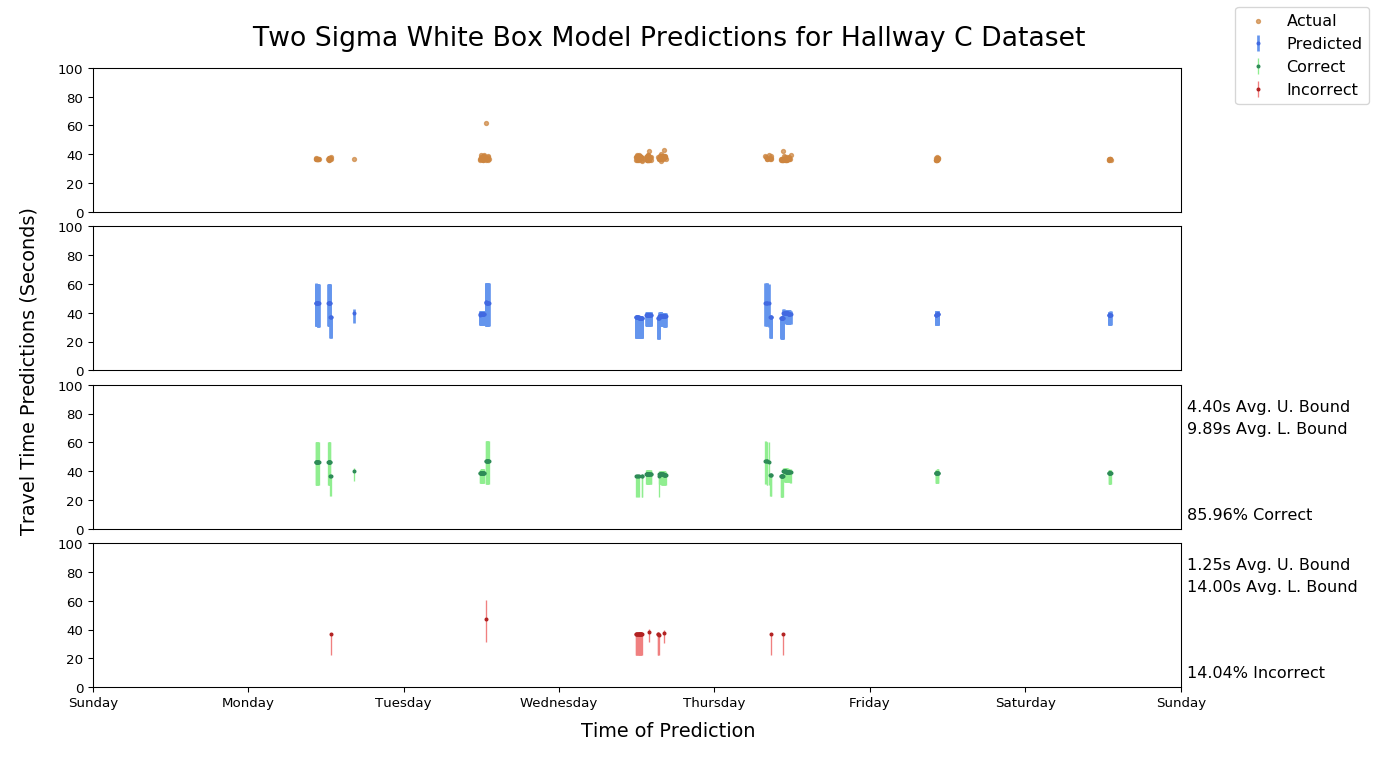 Two Sigma White Box Model Predictions for Hallway C Dataset
Actual
Predicted
Correct
Incorrect
Travel Time Predictions (Seconds)
100
80
60
40
20
0
100
80
60
40
20
0
100
80
60
40
20
0
4.40s Avg. U. Bound
9.89s Avg. L. Bound
85.96% Correct
100
80
60
40
20
0
1.25s Avg. U. Bound
14.00s Avg. L. Bound
14.04% Incorrect
Sunday Monday Tuesday Wednesday Thursday Friday Saturday Sunday
Time of Prediction